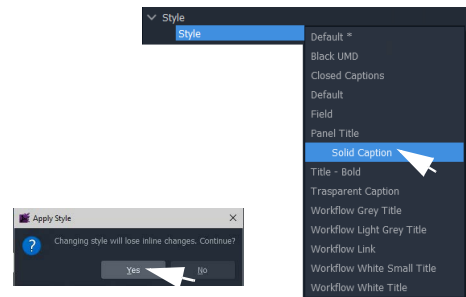 Style
Style
Default *
Black UMD
Closed Captions
Default
Field
Panel Title
Solid Caption
Title - Bold
Trasparent Caption
Workflow Grey Title
Workflow Light Grey Title
Workflow Link
Workflow White Small Title
Workflow White Title
Apply Style
Changing style will lose inline changes. Continue?
Yes
No